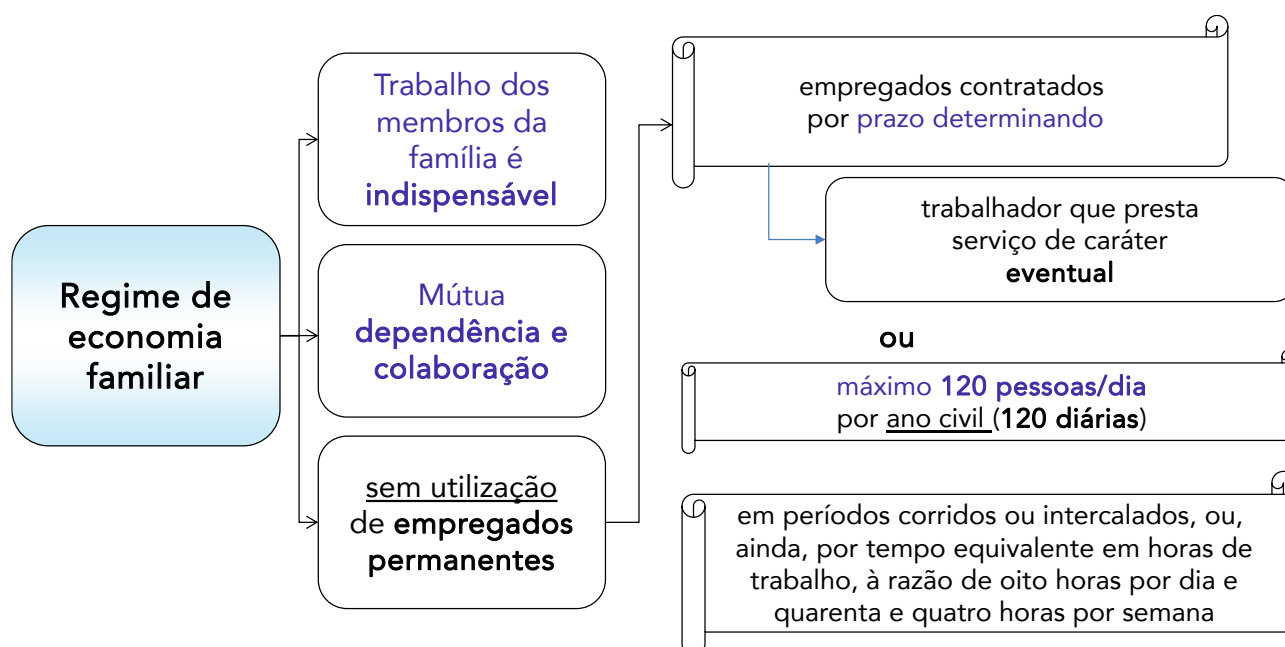 Regime de
economia
familiar
Trabalho dos
membros da
família é
indispensável
Mútua
dependência e
colaboração
sem utilização
de empregados
permanentes
empregados contratados
por prazo determinando
trabalhador que presta
serviço de caráter
eventual
ou
máximo 120 pessoas/dia
por ano civil (120 diárias)
em períodos corridos ou intercalados, ou,
ainda, por tempo equivalente em horas de
trabalho, à razão de oito horas por dia e
quarenta e quatro horas por semana